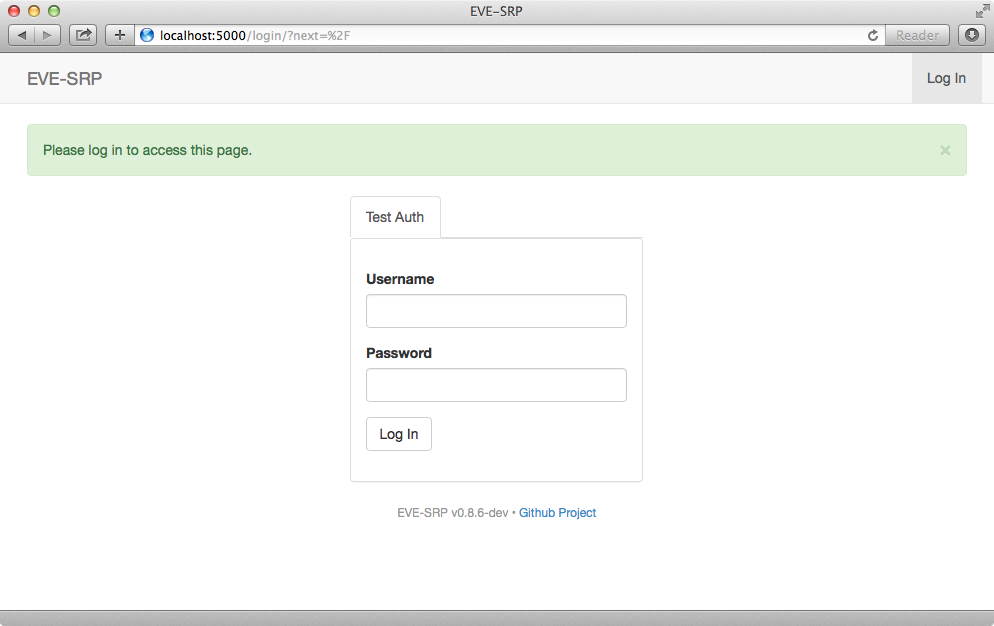 EVE-SRP
localhost:5000/login/?next=%2F
Reader
EVE-SRP
Log In
Please log in to access this page.
×
Test Auth
Username
Password
Log In
EVE-SRP v0.8.6-dev • Github Project